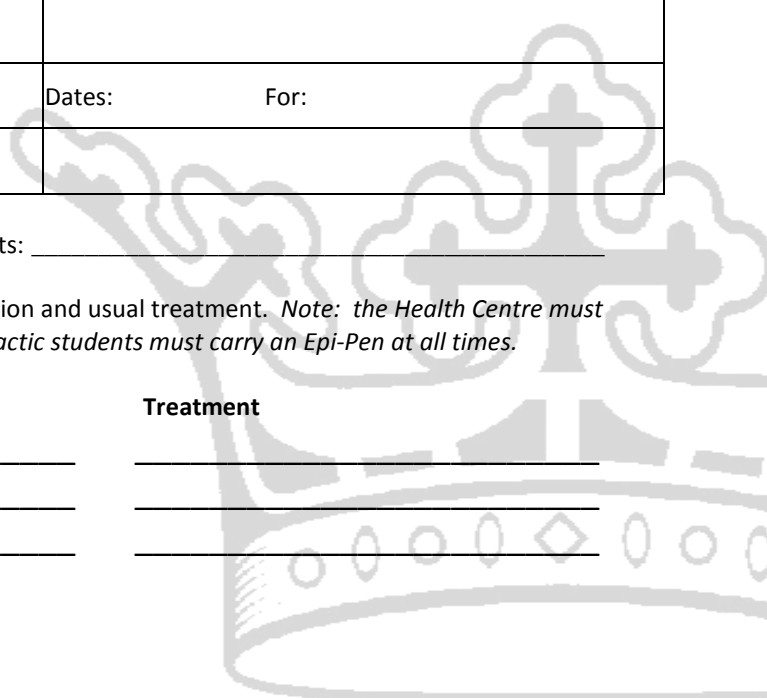 Dates: For:
ts: ___________________________________________
ion and usual treatment. Note: the Health Centre must
actic students must carry an Epi-Pen at all times.
Treatment